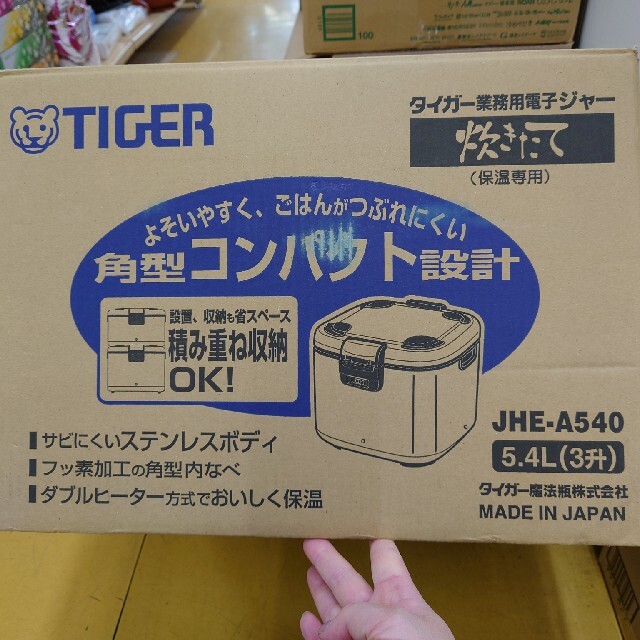 100
TIGER
タイガー業務用電子ジャー
炊きたて
(保温専用)
よそいやすく、ごはんがつぶれにくい
角型コンパクト設計
設置、収納も省スペース
積み重ね収納
OK!
サビにくいステンレスボディ
フッ素加工の角型内なべ
ダブルヒーター方式でおいしく保温
JHE-A540
5.4L(3升)
タイガー魔法瓶株式会社
MADE IN JAPAN